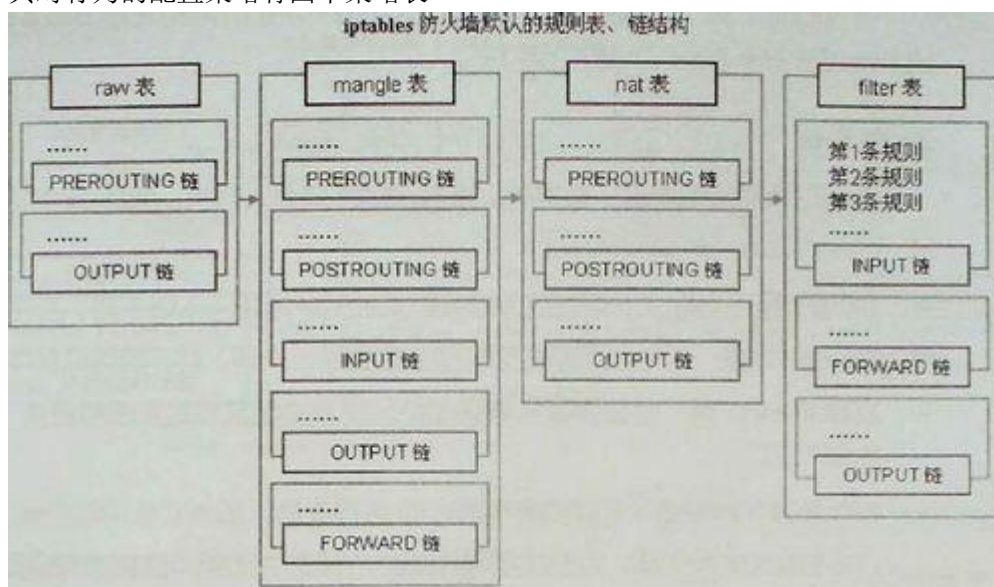 iptables 防火墙默认的规则表、链结构
raw 表
......
PREROUTING 链
......
OUTPUT 链
mangle 表
......
PREROUTING 链
......
POSTROUTING 链
......
INPUT 链
......
OUTPUT 链
......
FORWARD 链
nat 表
......
PREROUTING 链
......
POSTROUTING 链
......
OUTPUT 链
filter 表
第1条规则
第2条规则
第3条规则
......
INPUT 链
......
FORWARD 链
......
OUTPUT 链